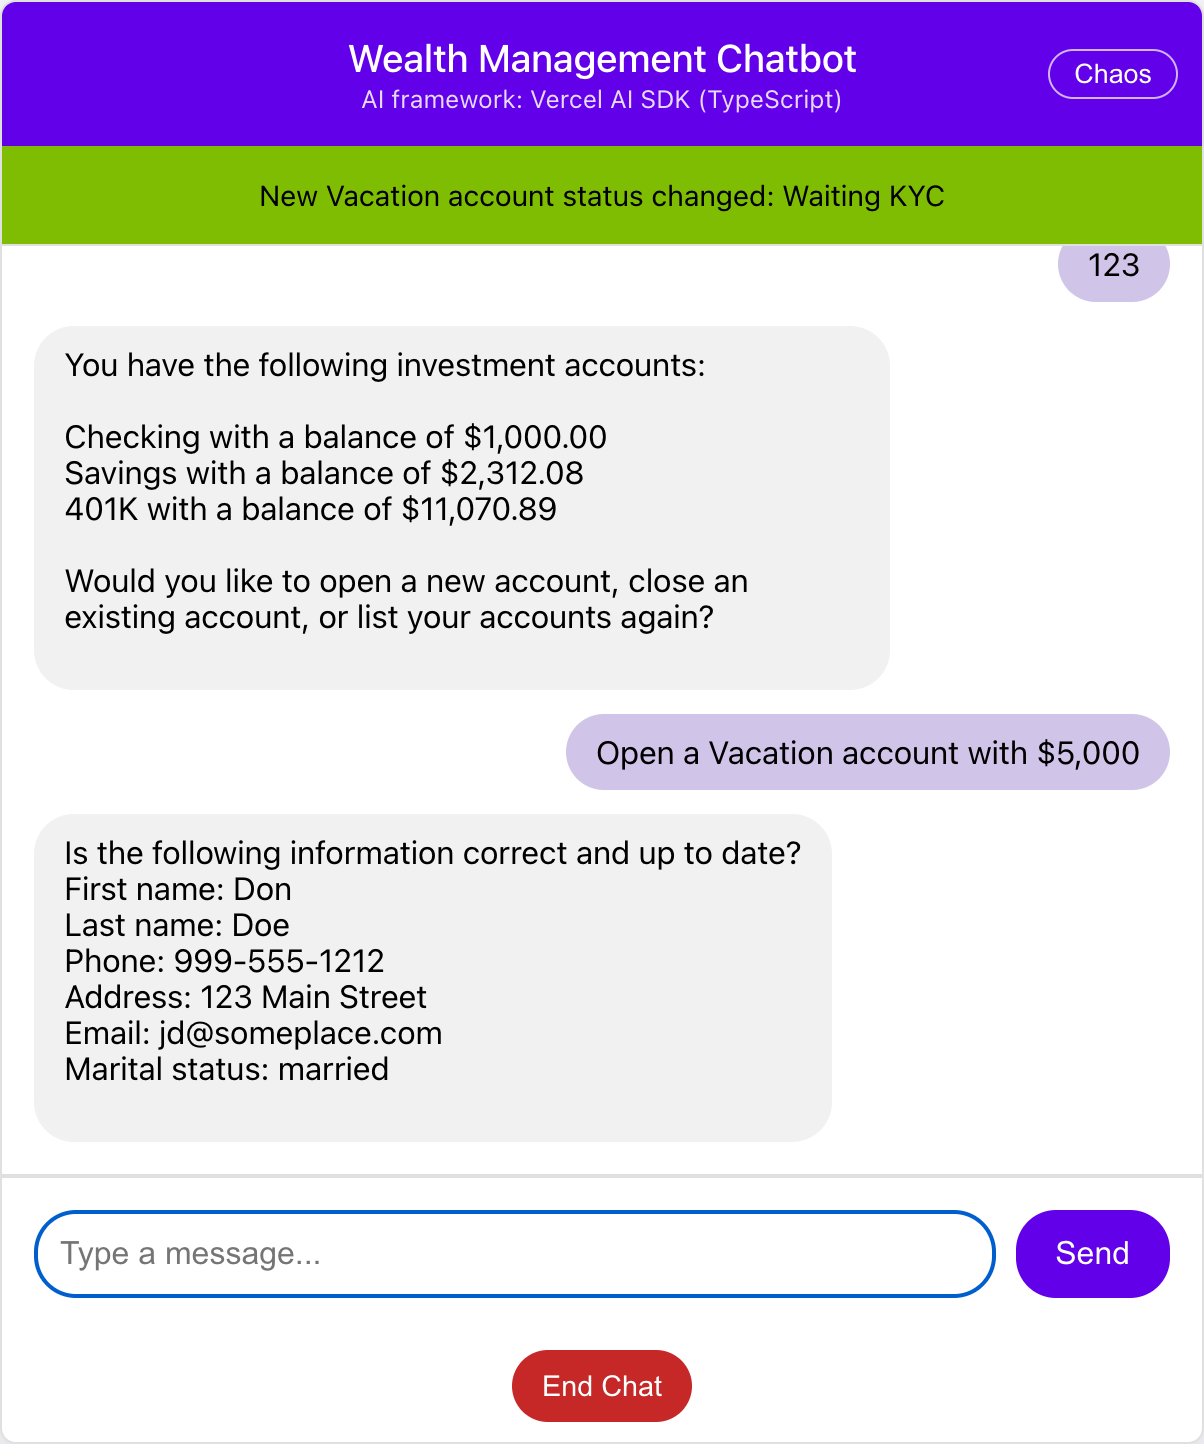 Wealth Management Chatbot
AI framework: Vercel AI SDK (TypeScript)
Chaos
New Vacation account status changed: Waiting KYC
123
You have the following investment accounts:
Checking with a balance of $1,000.00
Savings with a balance of $2,312.08
401K with a balance of $11,070.89
Would you like to open a new account, close an
existing account, or list your accounts again?
Open a Vacation account with $5,000
Is the following information correct and up to date?
First name: Don
Last name: Doe
Phone: 999-555-1212
Address: 123 Main Street
Email: jd@someplace.com
Marital status: married
Type a message...
Send
End Chat